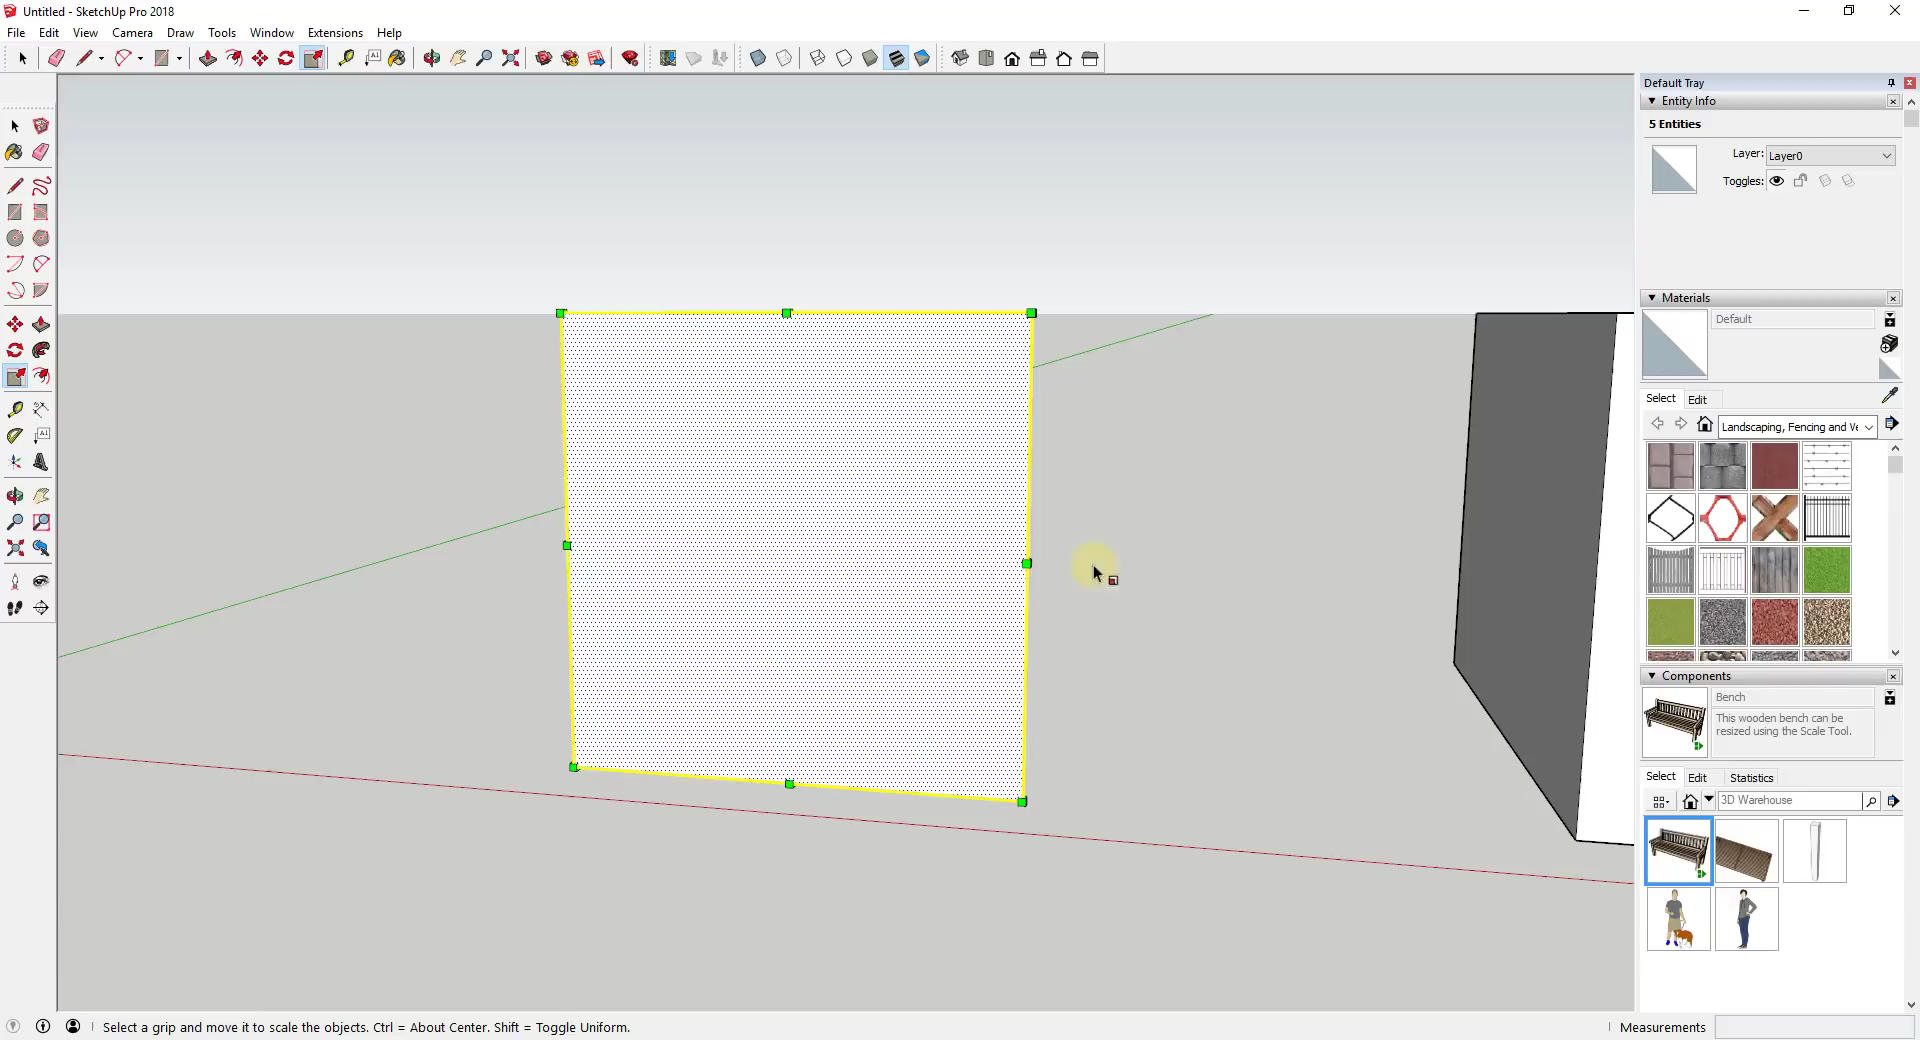 Untitled - SketchUp Pro 2018
File Edit View Camera Draw Tools Window Extensions Help
Default Tray
Entity Info
5 Entities
Layer: Layer0
Toggles:
Materials
Default
Select Edit
Landscaping, Fencing and Ve
Components
Bench
This wooden bench can be
resized using the Scale Tool.
Select Edit Statistics
3D Warehouse
Select a grip and move it to scale the objects. Ctrl = About Center. Shift = Toggle Uniform.
Measurements